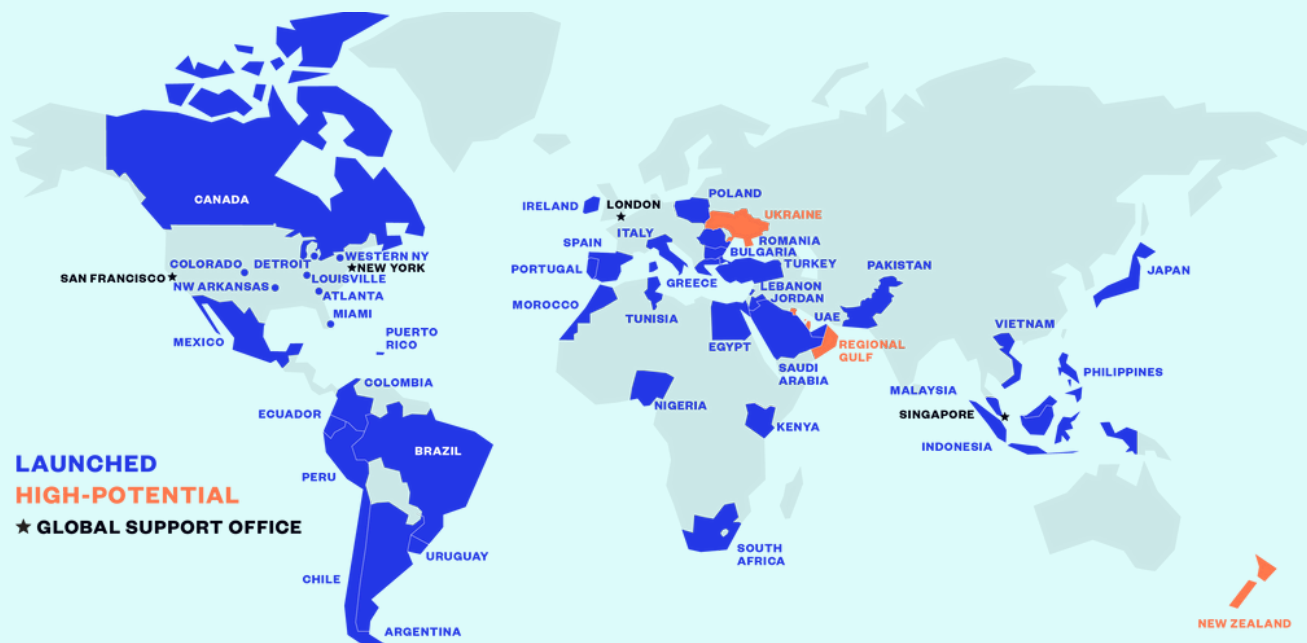 CANADA
SAN FRANCISCO
COLORADO
DETROIT
WESTERN NY
NEW YORK
NW ARKANSAS
LOUISVILLE
ATLANTA
MIAMI
MEXICO
PUERTO
RICO
COLOMBIA
ECUADOR
BRAZIL
PERU
URUGUAY
CHILE
ARGENTINA
IRELAND
LONDON
POLAND
UKRAINE
ITALY
SPAIN
ROMANIA
BULGARIA
PORTUGAL
TURKEY
GREECE
MOROCCO
TUNISIA
LEBANON
JORDAN
PAKISTAN
UAE
EGYPT
REGIONAL
GULF
SAUDI
ARABIA
NIGERIA
KENYA
SOUTH
AFRICA
JAPAN
VIETNAM
PHILIPPINES
MALAYSIA
SINGAPORE
INDONESIA
NEW ZEALAND
LAUNCHED
HIGH-POTENTIAL
GLOBAL SUPPORT OFFICE